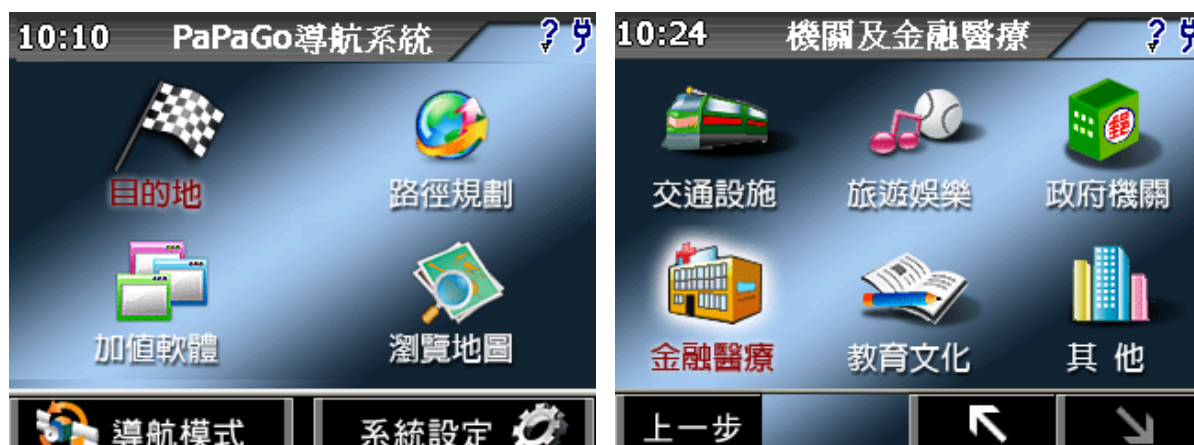 10:10 PaPaGo導航系統
目的地 路徑規劃
加值軟體 瀏覽地圖
導航模式 系統設定
10:24 機關及金融醫療
郵
交通設施 旅遊娛樂 政府機關
金融醫療 教育文化 其他
上一步